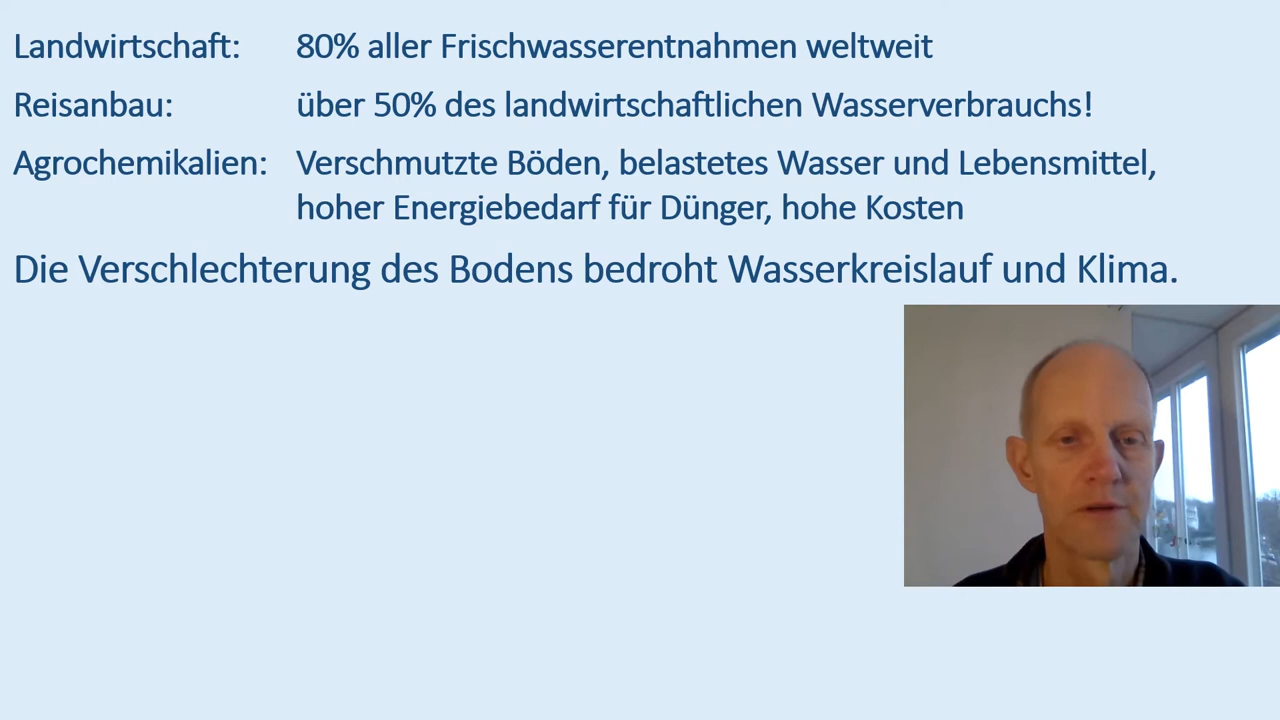 Landwirtschaft: 80% aller Frischwasserentnahmen weltweit
Reisanbau: über 50% des landwirtschaftlichen Wasserverbrauchs!
Agrochemikalien: Verschmutzte Böden, belastetes Wasser und Lebensmittel,
hoher Energiebedarf für Dünger, hohe Kosten
Die Verschlechterung des Bodens bedroht Wasserkreislauf und Klima.